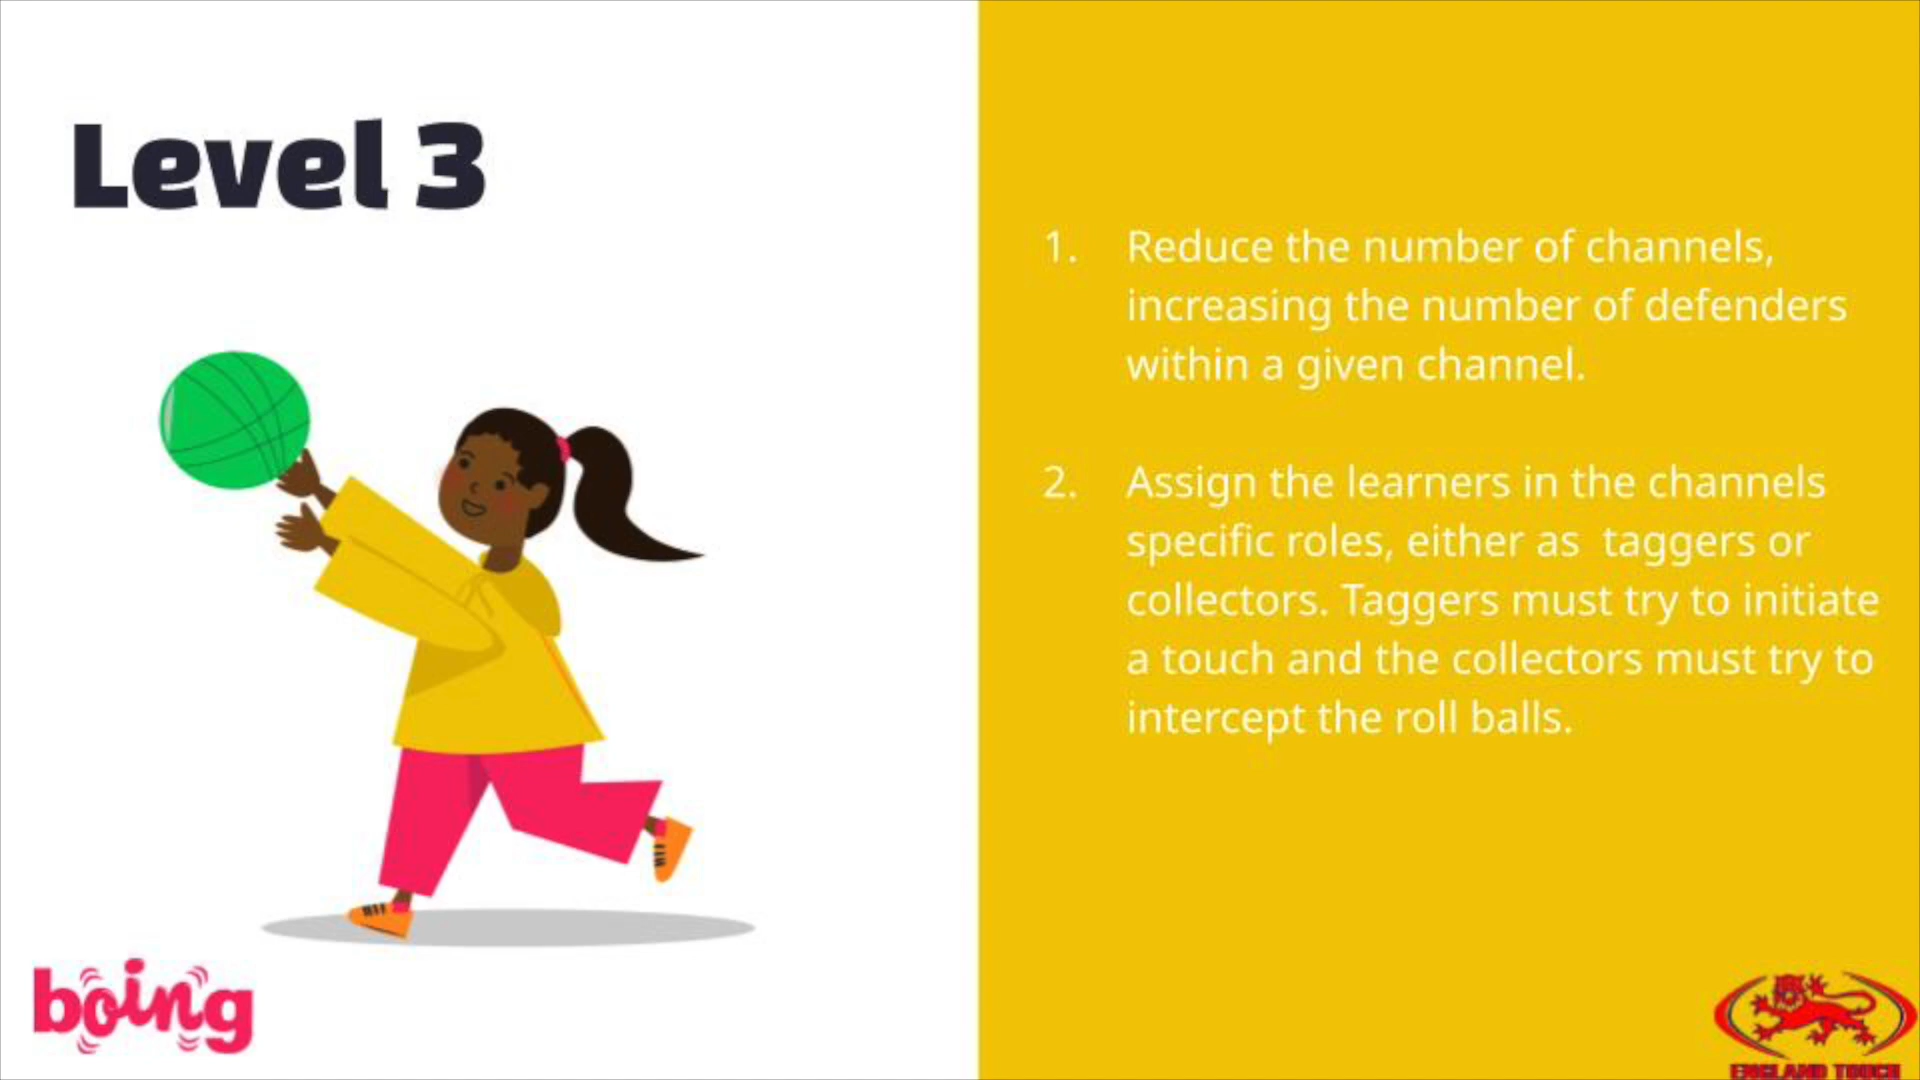 Level 3
1. Reduce the number of channels,
increasing the number of defenders
within a given channel.
2. Assign the learners in the channels
specific roles, either as  taggers or
collectors. Taggers must try to initiate
a touch and the collectors must try to
intercept the roll balls.
boing
ENGLAND TOUCH